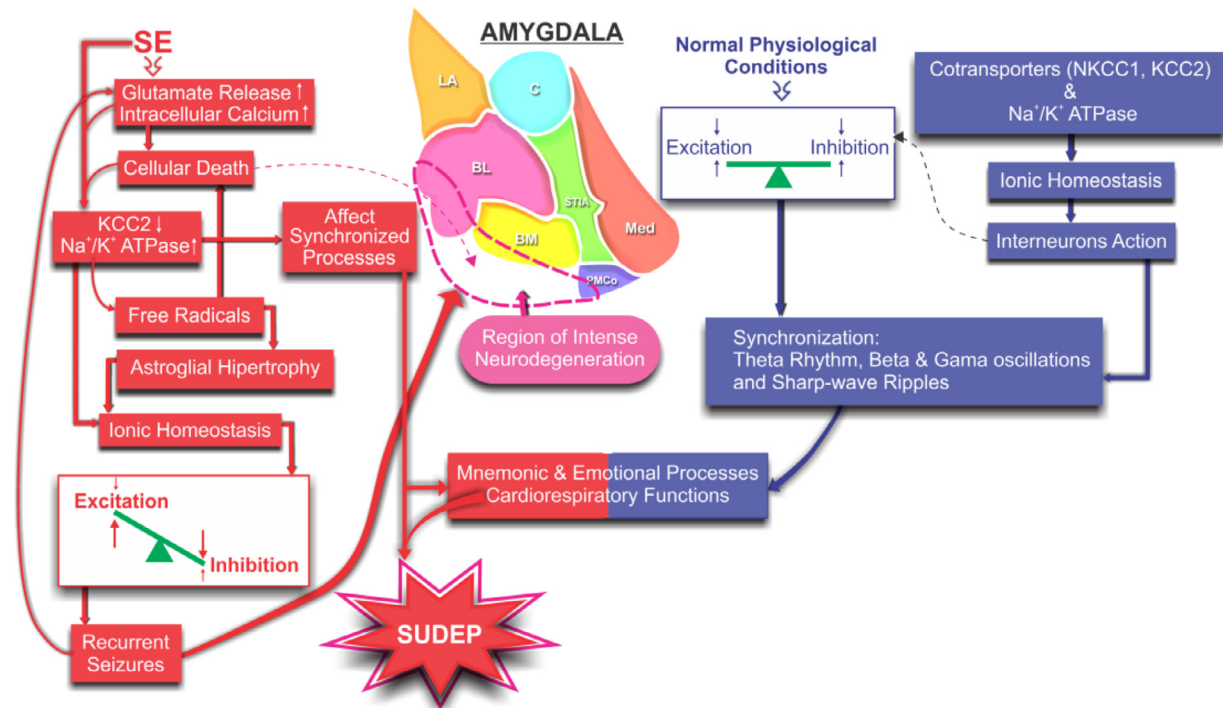 SE
Glutamate Release ↑
Intracellular Calcium ↑
Cellular Death
KCC2 ↓
Na⁺/K⁺ ATPase ↑
Affect
Synchronized
Processes
Free Radicals
Astroglial Hipertrophy
Ionic Homeostasis
Excitation
Inhibition
Recurrent
Seizures
AMYGDALA
LA
C
BL
STIA
BM
Med
PMCo
Region of Intense
Neurodegeneration
Normal Physiological
Conditions
Excitation
Inhibition
Cotransporters (NKCC1, KCC2)
&
Na⁺/K⁺ ATPase
Ionic Homeostasis
Interneurons Action
Synchronization:
Theta Rhythm, Beta & Gama oscillations
and Sharp-wave Ripples
Mnemonic & Emotional Processes
Cardiorespiratory Functions
SUDEP